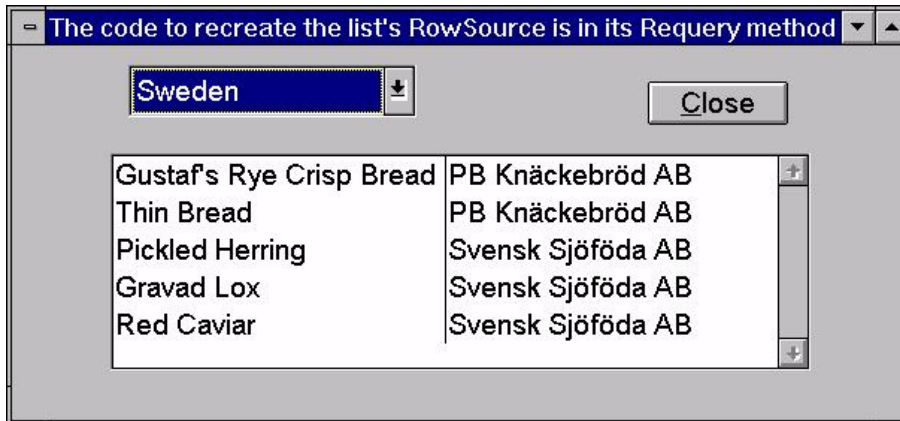 The code to recreate the list's RowSource is in its Requery method
Sweden
Close
Gustaf's Rye Crisp Bread PB Knäckebröd AB
Thin Bread PB Knäckebröd AB
Pickled Herring Svensk Sjöföda AB
Gravad Lox Svensk Sjöföda AB
Red Caviar Svensk Sjöföda AB